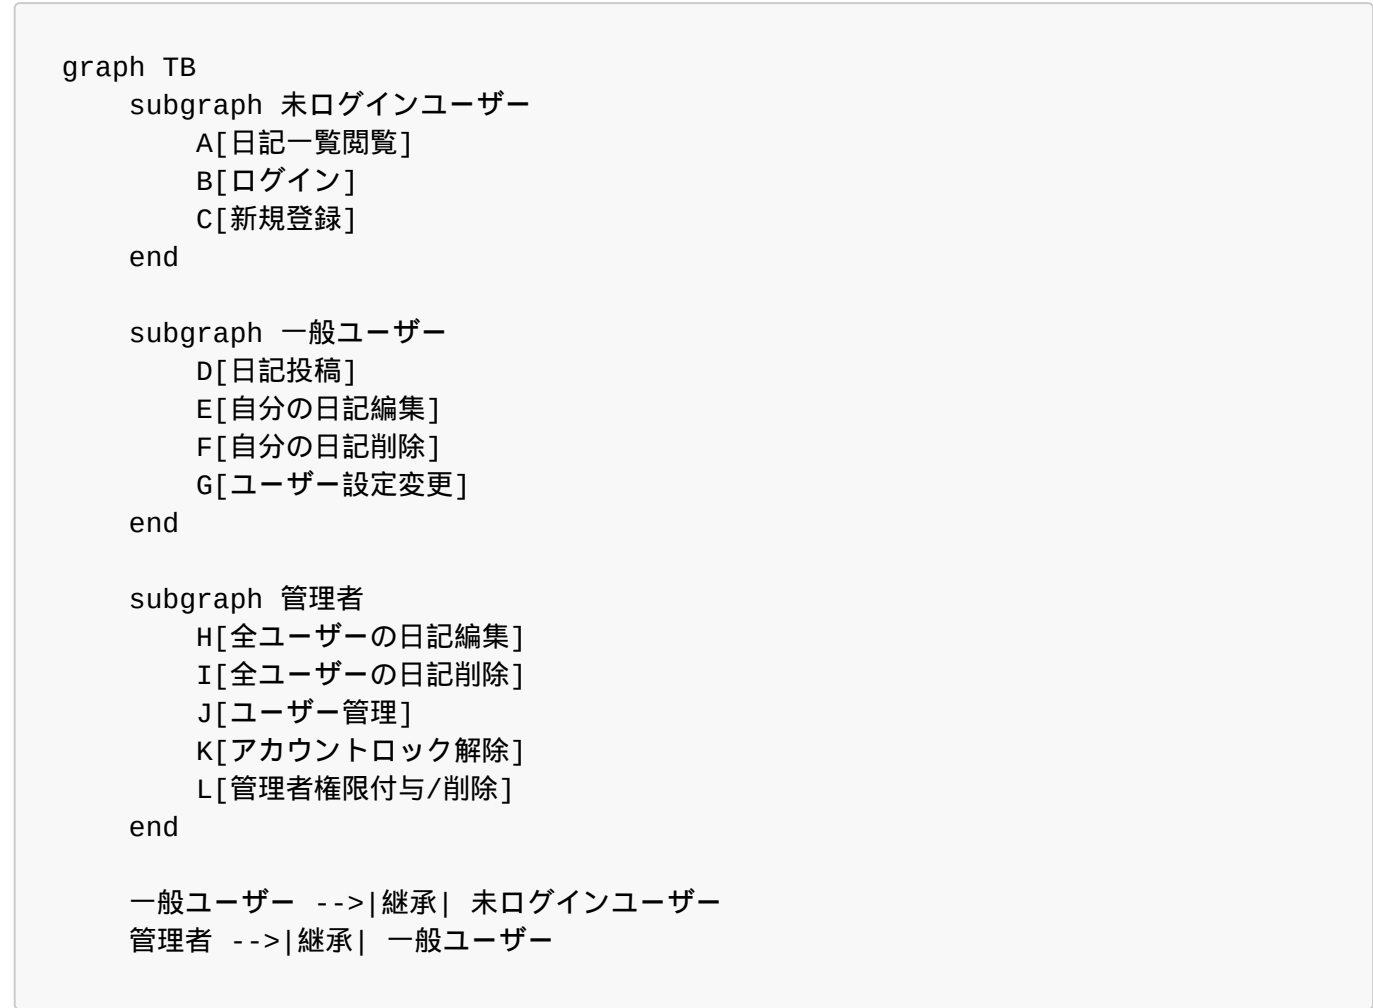 graph TB
    subgraph 未ログインユーザー
        A[日記一覧閲覧]
        B[ログイン]
        C[新規登録]
    end

    subgraph 一般ユーザー
        D[日記投稿]
        E[自分の日記編集]
        F[自分の日記削除]
        G[ユーザー設定変更]
    end

    subgraph 管理者
        H[全ユーザーの日記編集]
        I[全ユーザーの日記削除]
        J[ユーザー管理]
        K[アカウントロック解除]
        L[管理者権限付与/削除]
    end

    一般ユーザー -->|継承| 未ログインユーザー
    管理者 -->|継承| 一般ユーザー